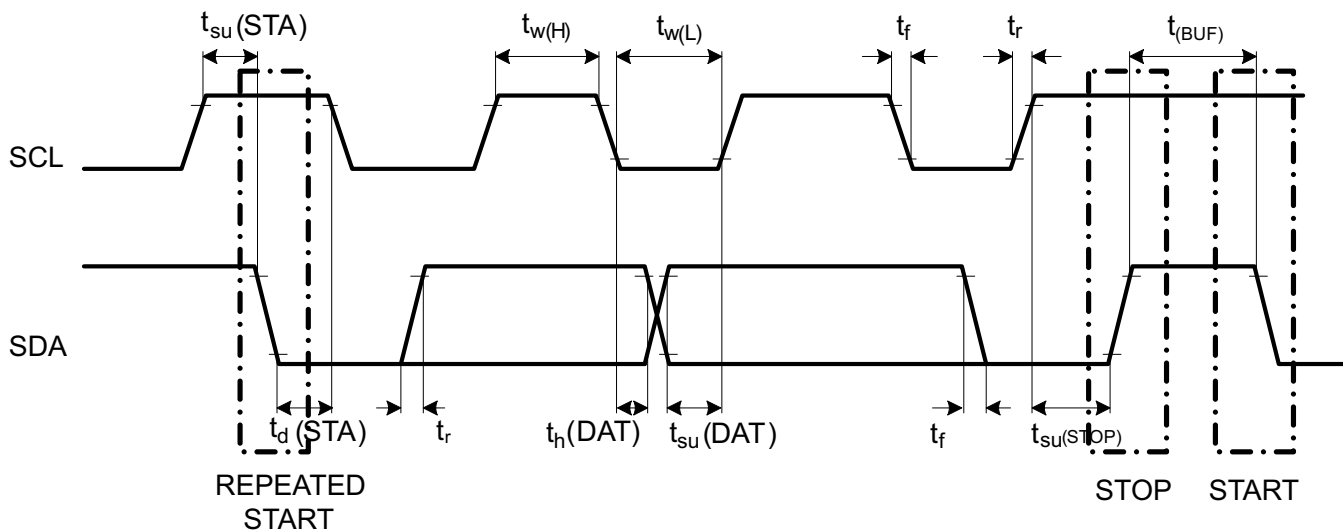 tsu(STA) tw(H) tw(L) tf tr t(BUF)
SCL
SDA
td(STA) tr th(DAT) tsu(DAT) tf tsu(STOP)
REPEATED STOP START
START